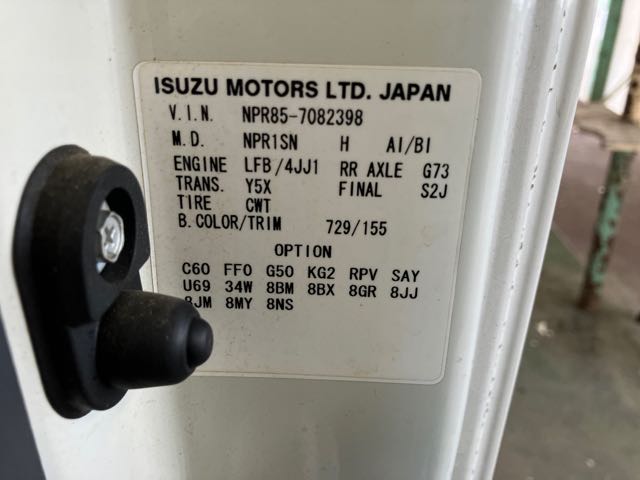 ISUZU MOTORS LTD. JAPAN
V.I.N. NPR85-7082398
M.D. NPR1SN H AI/BI
ENGINE LFB/4JJ1 RR AXLE G73
TRANS. Y5X FINAL S2J
TIRE CWT
B.COLOR/TRIM 729/155
OPTION
C60 FF0 G50 KG2 RPV SAY
U69 34W 8BM 8BX 8GR 8JJ
8JM 8MY 8NS